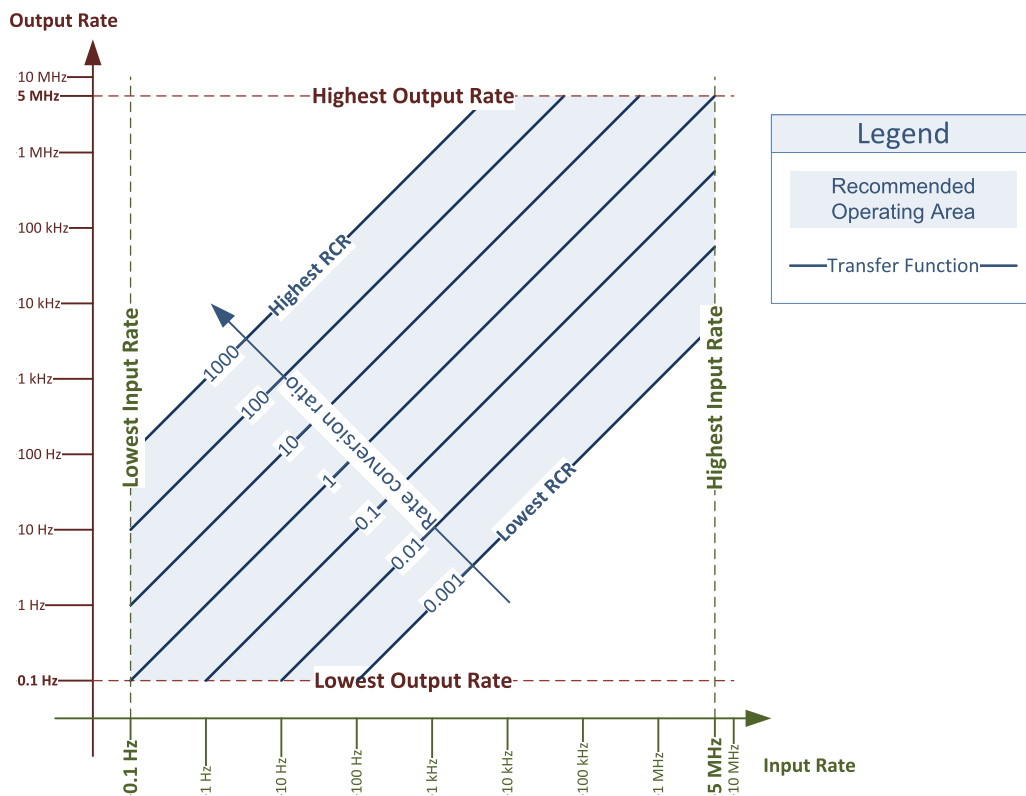 Output Rate
10 MHz
5 MHz
Highest Output Rate
1 MHz
100 kHz
10 kHz
1 kHz
100 Hz
10 Hz
1 Hz
0.1 Hz
Lowest Output Rate
Lowest Input Rate
Highest RCR
1000
100
10
1
0.1
0.01
0.001
Rate conversion ratio
Lowest RCR
Highest Input Rate
Legend
Recommended
Operating Area
Transfer Function
0.1 Hz
1 Hz
10 Hz
100 Hz
1 kHz
10 kHz
100 kHz
1 MHz
5 MHz
10 MHz
Input Rate